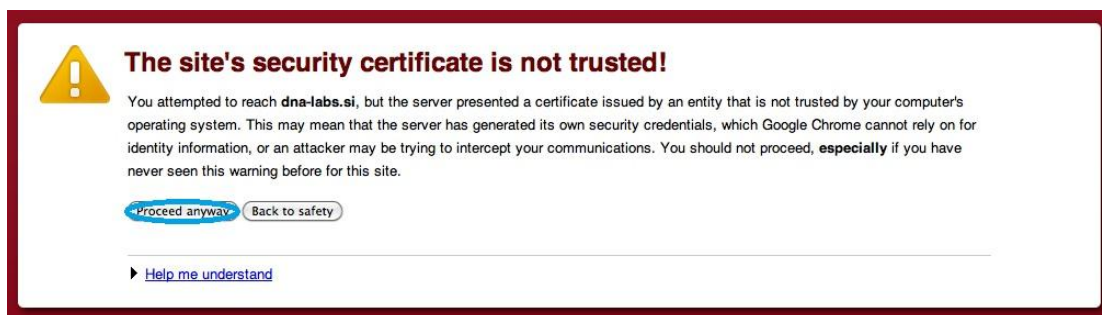 The site's security certificate is not trusted!
You attempted to reach dna-labs.si, but the server presented a certificate issued by an entity that is not trusted by your computer's
operating system. This may mean that the server has generated its own security credentials, which Google Chrome cannot rely on for
identity information, or an attacker may be trying to intercept your communications. You should not proceed, especially if you have
never seen this warning before for this site.
Proceed anyway Back to safety
Help me understand